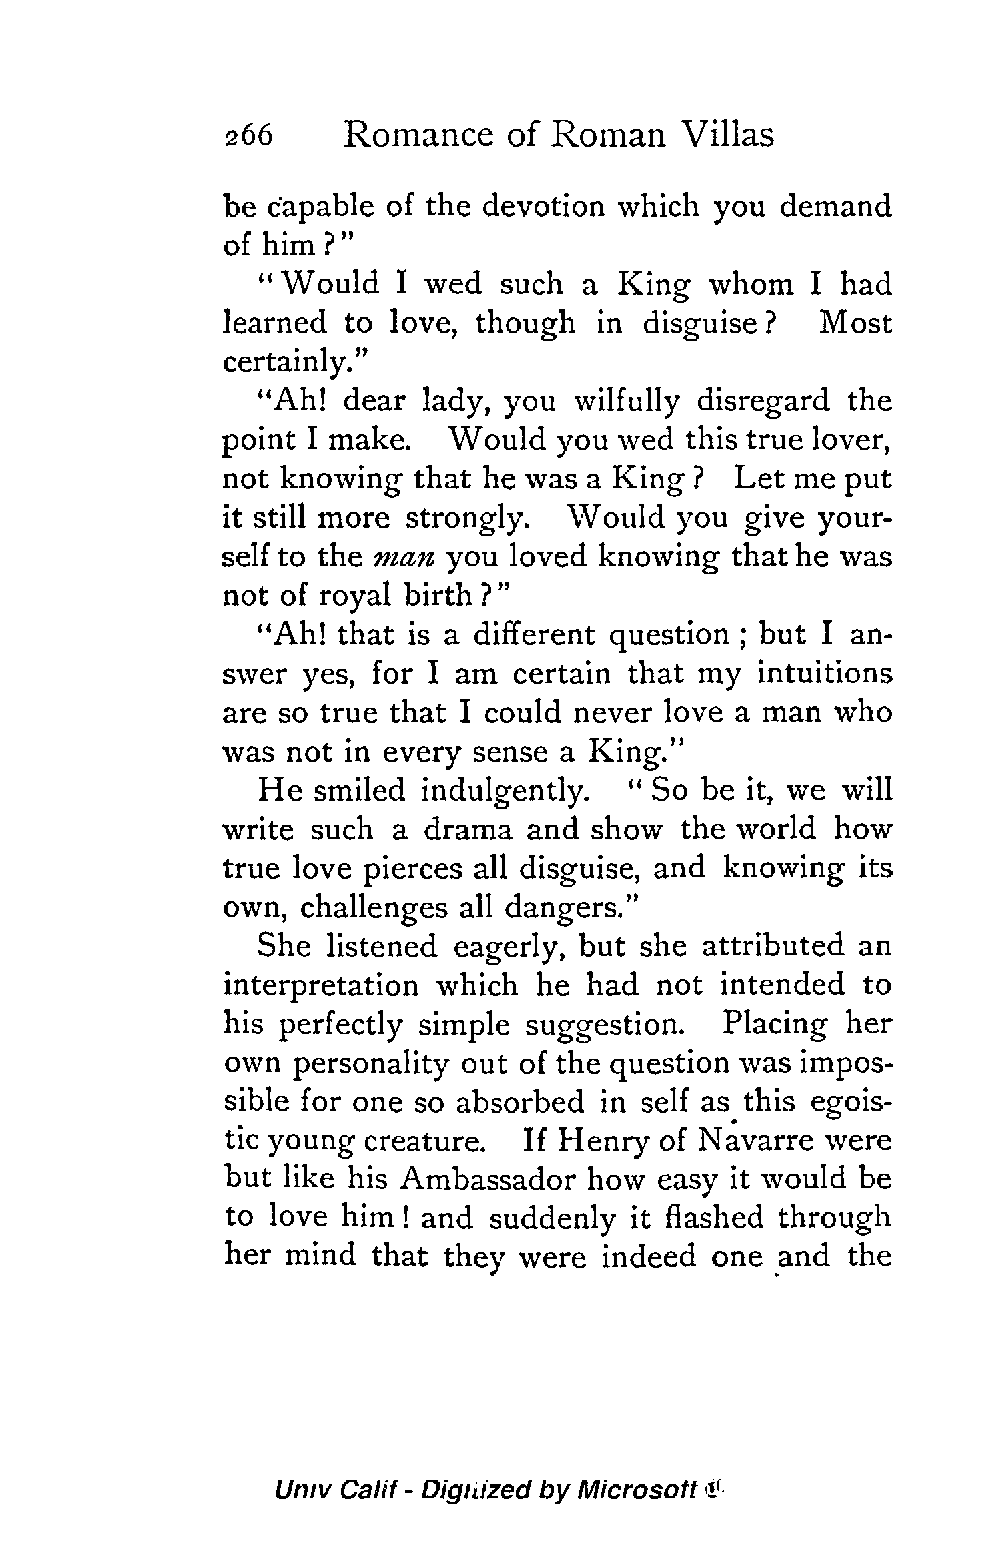 266 Romance of Roman Villas
be capable of the devotion which you demand
of him?"
"Would I wed such a King whom I had
learned to love, though in disguise? Most
certainly."
"Ah! dear lady, you wilfully disregard the
point I make. Would you wed this true lover,
not knowing that he was a King? Let me put
it still more strongly. Would you give your-
self to the man you loved knowing that he was
not of royal birth?"
"Ah! that is a different question; but I an-
swer yes, for I am certain that my intuitions
are so true that I could never love a man who
was not in every sense a King."
He smiled indulgently. "So be it, we will
write such a drama and show the world how
true love pierces all disguise, and knowing its
own, challenges all dangers."
She listened eagerly, but she attributed an
interpretation which he had not intended to
his perfectly simple suggestion. Placing her
own personality out of the question was impos-
sible for one so absorbed in self as this egois-
tic young creature. If Henry of Navarre were
but like his Ambassador how easy it would be
to love him! and suddenly it flashed through
her mind that they were indeed one and the
Univ Calif - Digitized by Microsoft ®